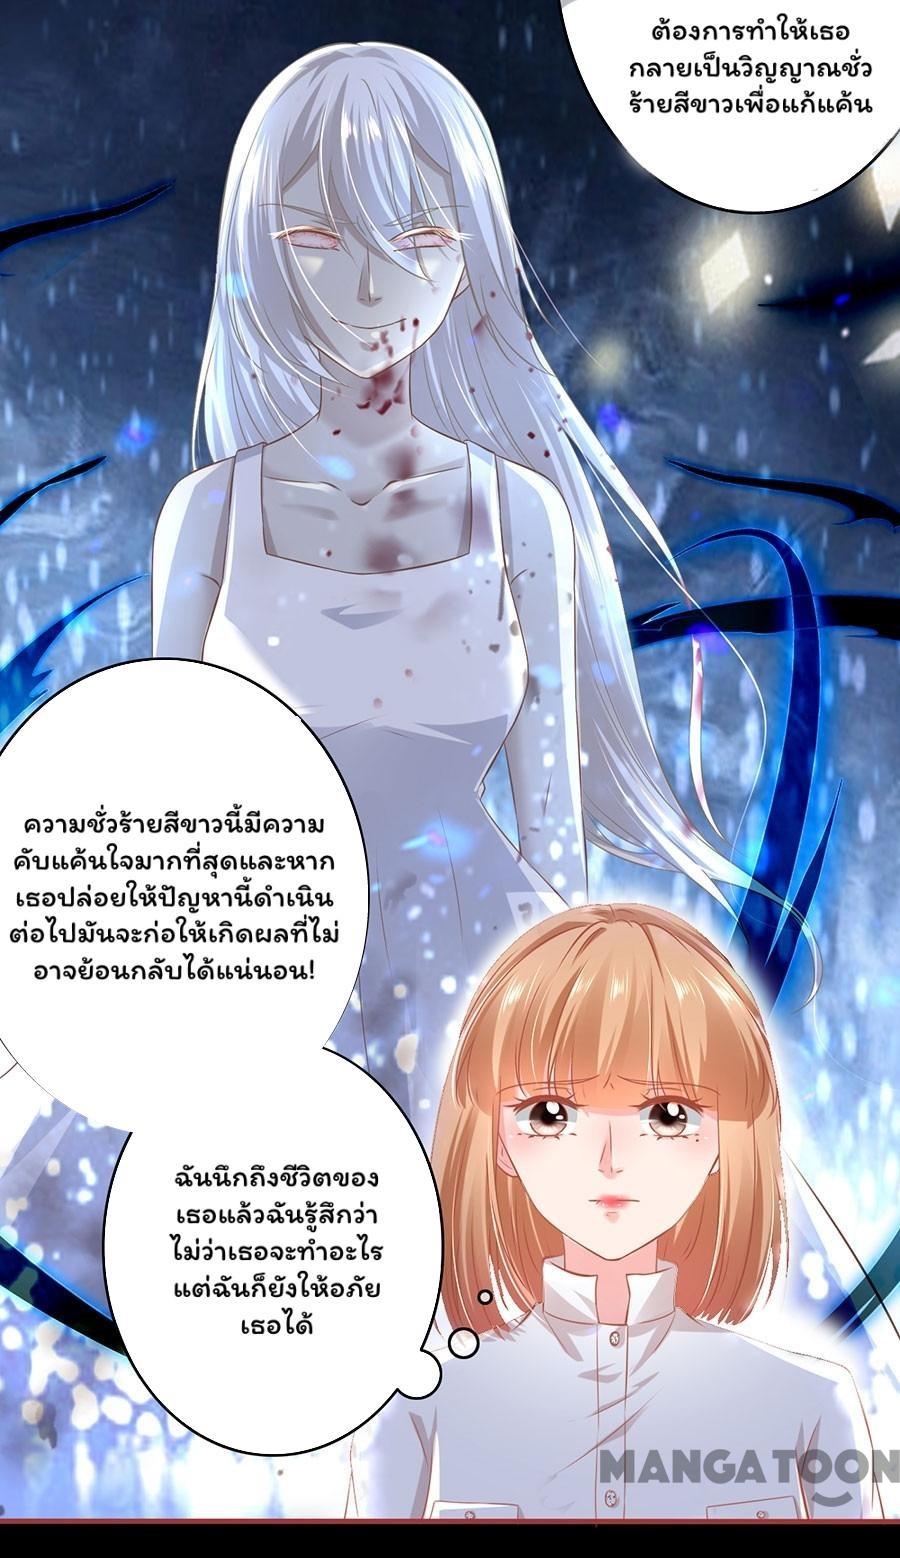 ต้องการทำให้เธอ
กลายเป็นวิญญาณชั่ว
ร้ายสีขาวเพื่อแก้แค้น
ความชั่วร้ายสีขาวนี้มีความ
คับแค้นใจมากที่สุดและหาก
เธอปล่อยให้ปัญหานี้ดำเนิน
ต่อไปมันจะก่อให้เกิดผลที่ไม่
อาจย้อนกลับได้แน่นอน!
ฉันนึกถึงชีวิตของ
เธอแล้วฉันรู้สึกว่า
ไม่ว่าเธอจะทำอะไร
แต่ฉันก็ยังให้อภัย
เธอได้
MANGATOON